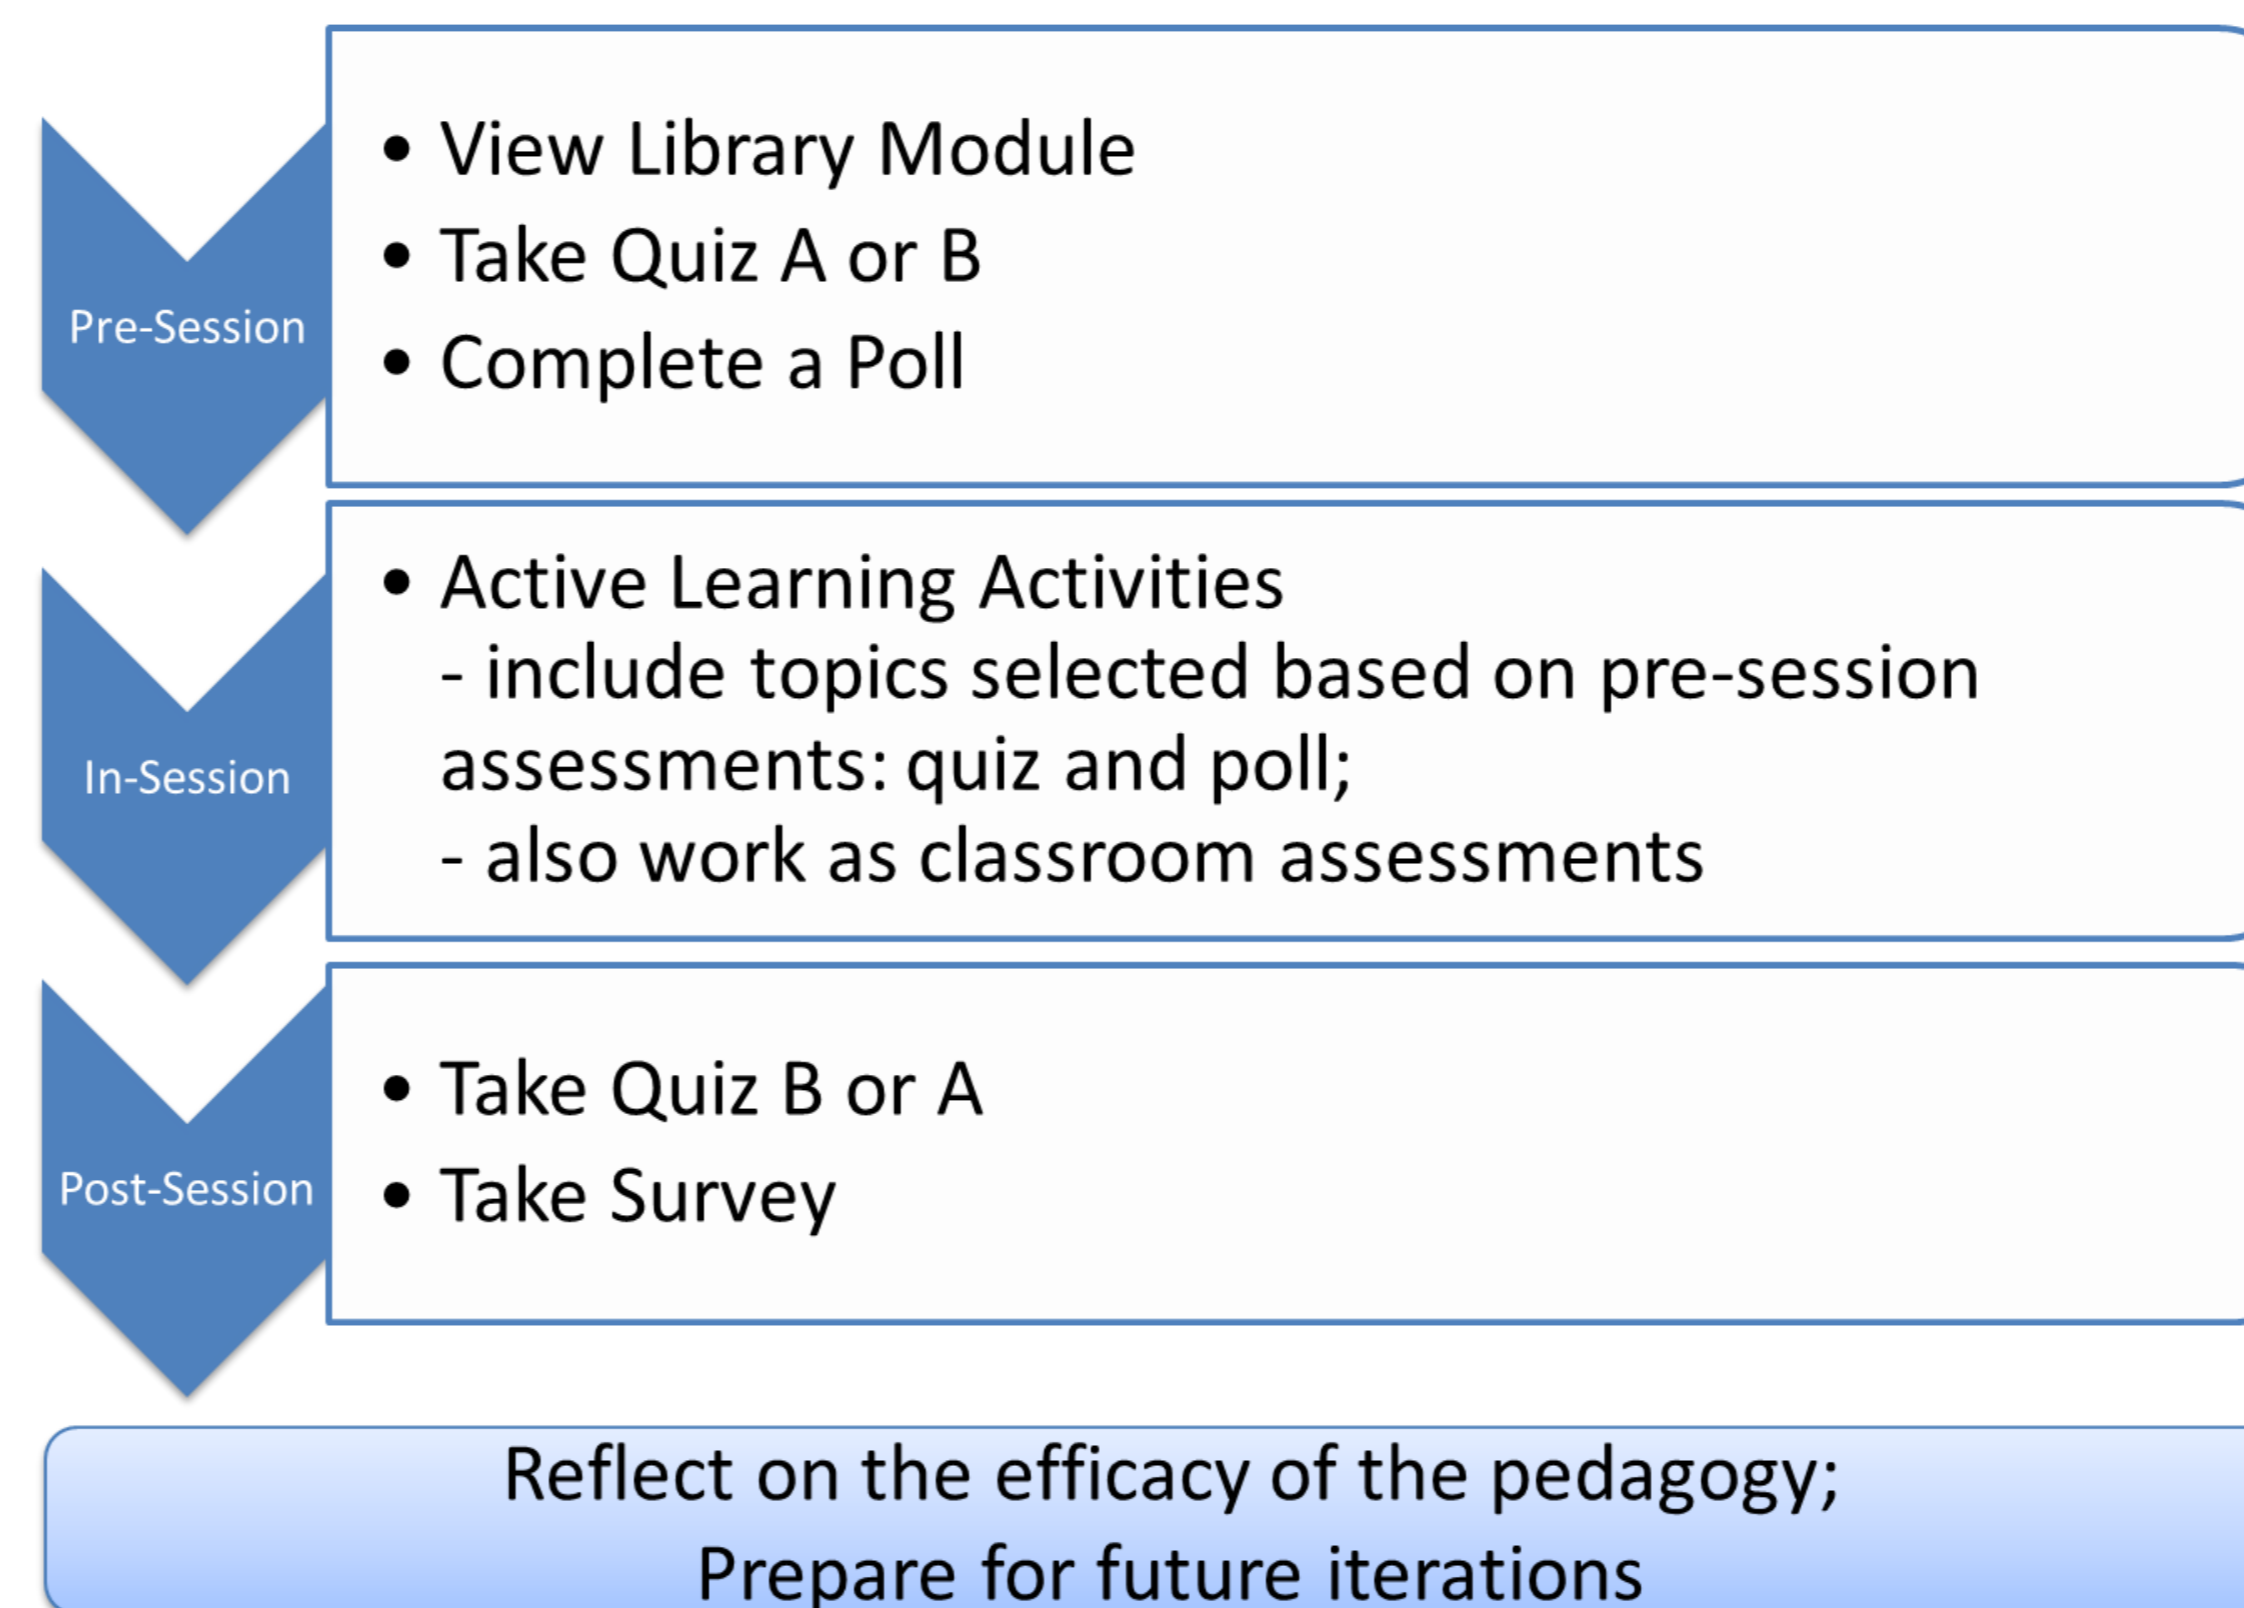 Pre-Session
• View Library Module
• Take Quiz A or B
• Complete a Poll
In-Session
• Active Learning Activities
- include topics selected based on pre-session
assessments: quiz and poll;
- also work as classroom assessments
Post-Session
• Take Quiz B or A
• Take Survey
Reflect on the efficacy of the pedagogy;
Prepare for future iterations